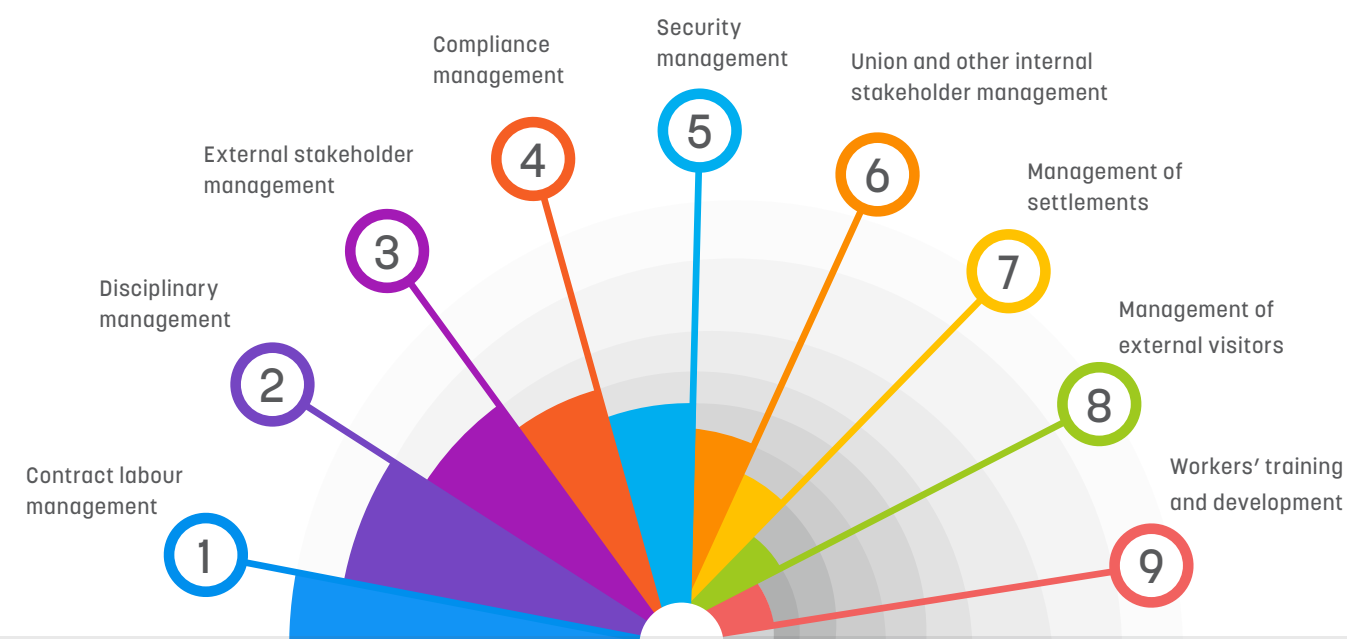 Contract labour
management
1
Disciplinary
management
2
External stakeholder
management
3
Compliance
management
4
Security
management
5
Union and other internal
stakeholder management
6
Management of
settlements
7
Management of
external visitors
8
Workers' training
and development
9